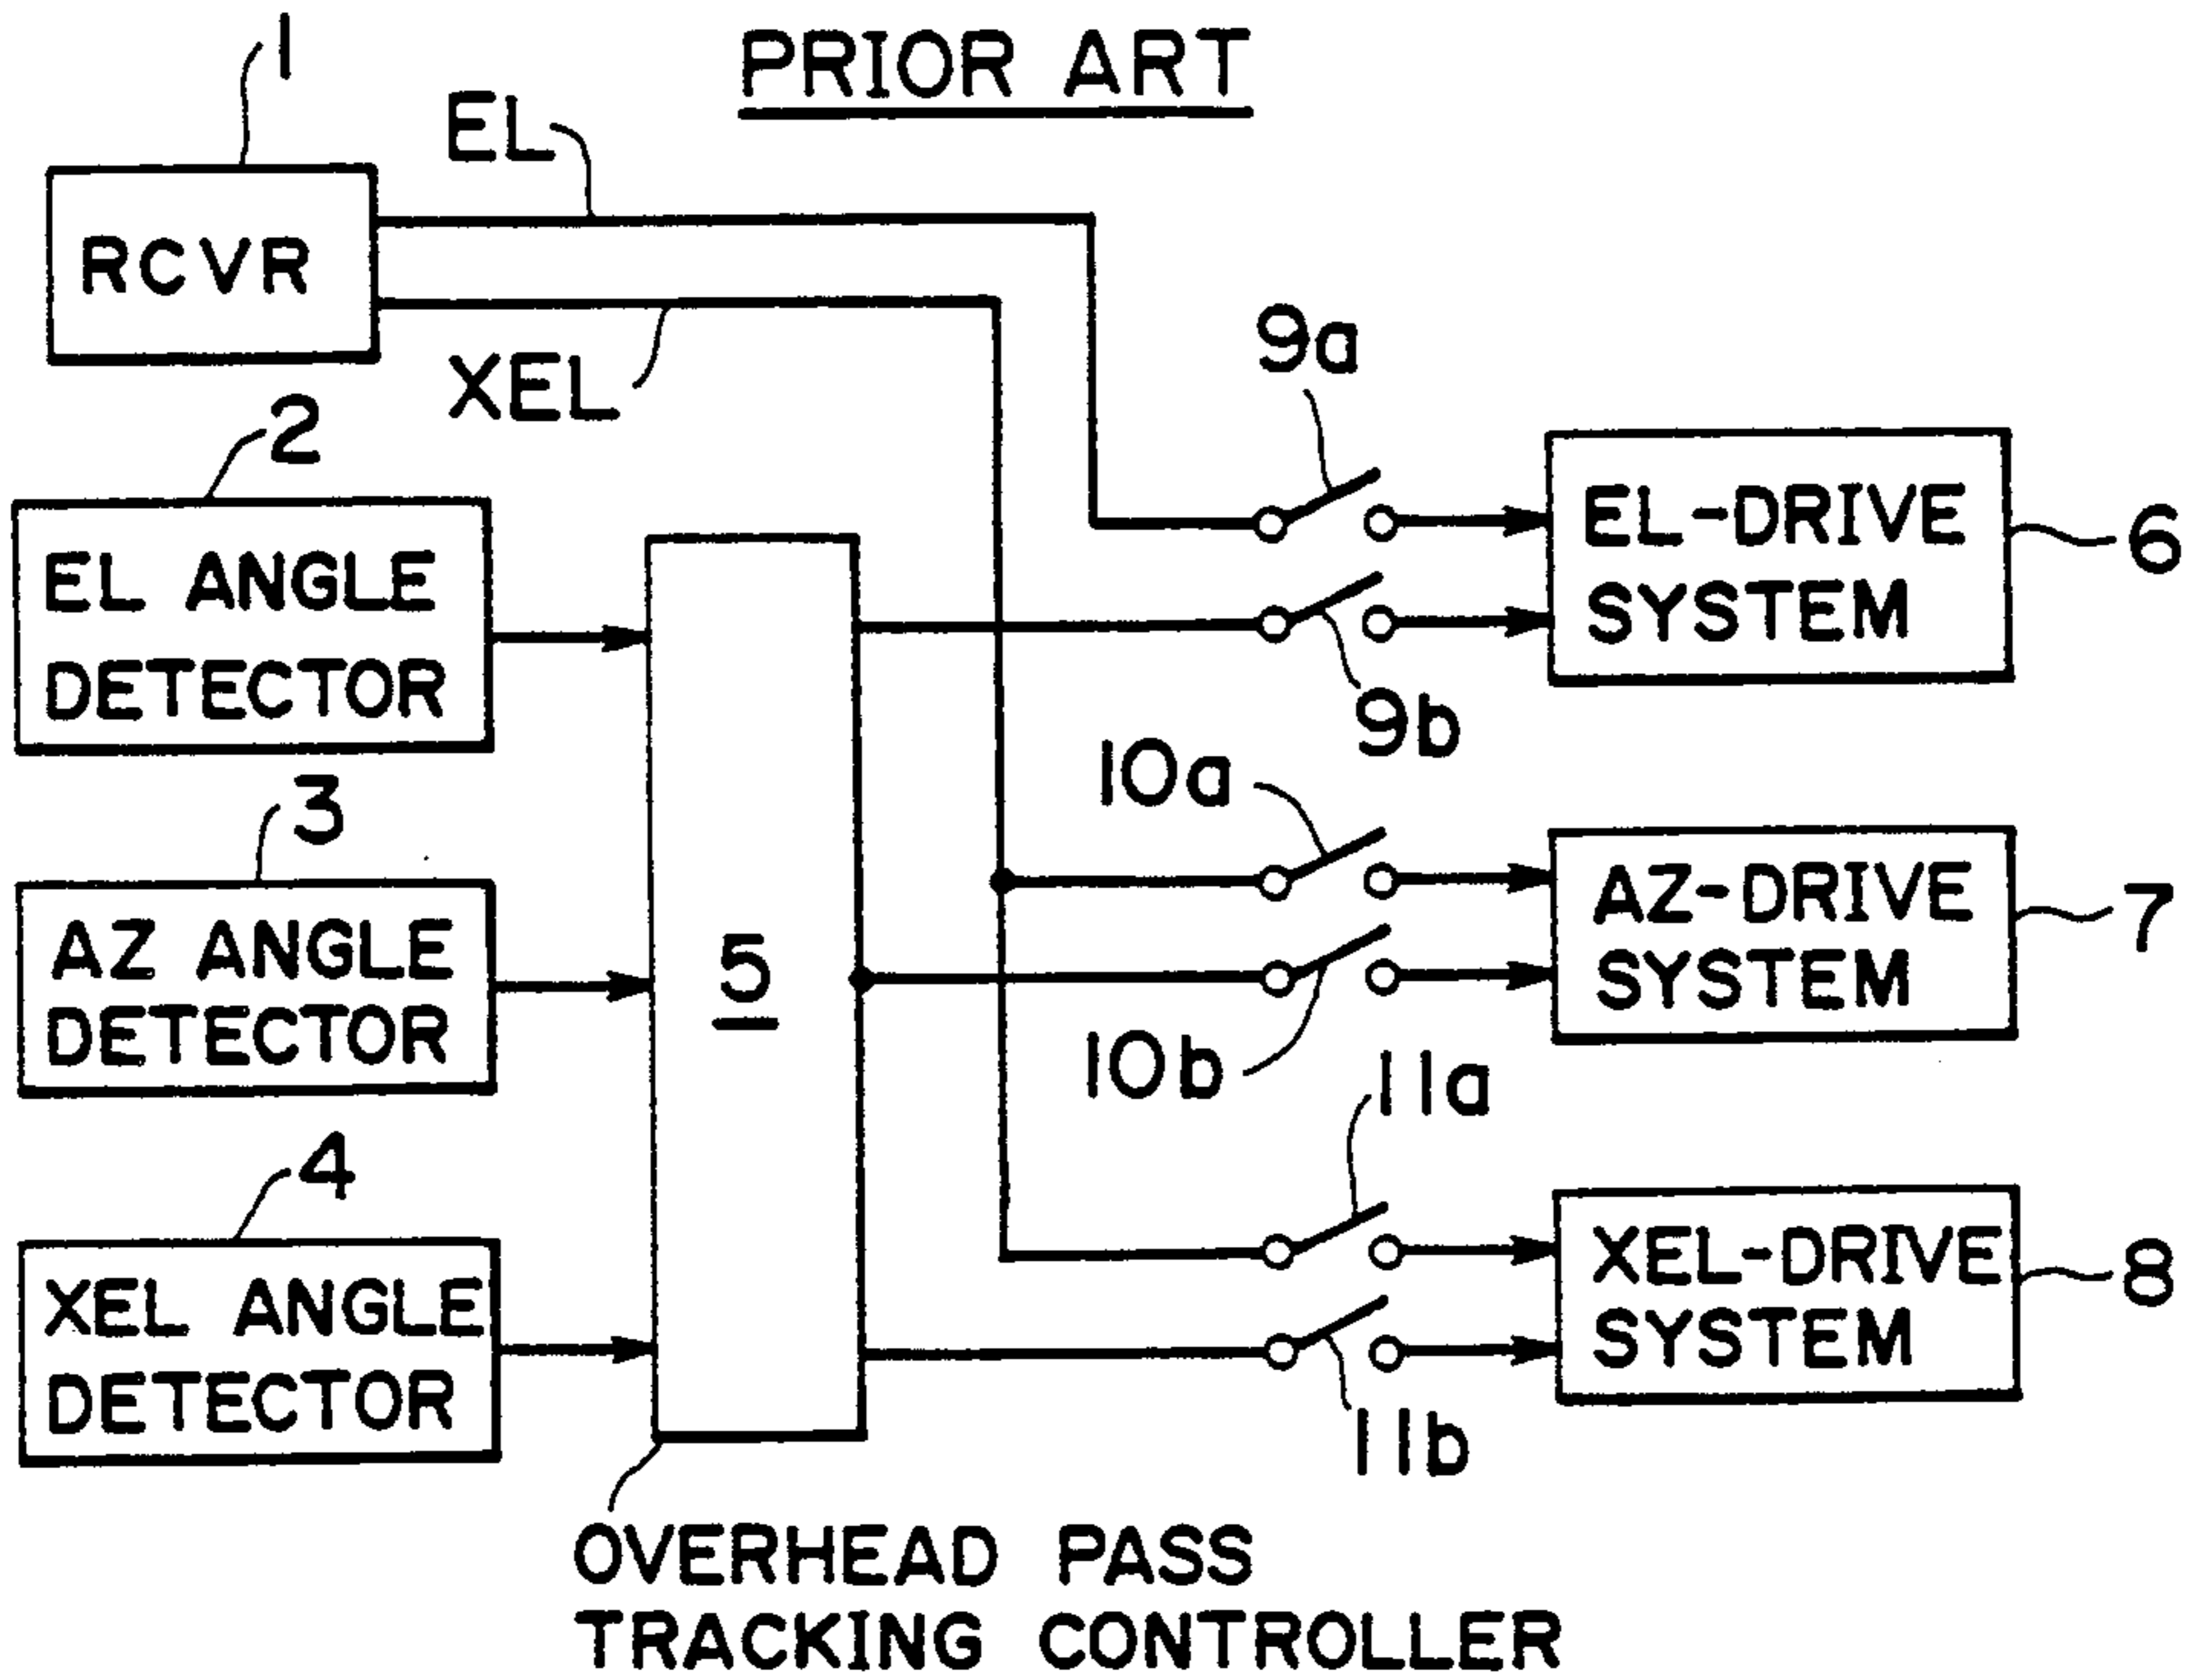 PRIOR ART
1
EL
RCVR
XEL
2
EL ANGLE
DETECTOR
3
AZ ANGLE
DETECTOR
4
XEL ANGLE
DETECTOR
5
OVERHEAD PASS
TRACKING CONTROLLER
9a
9b
EL-DRIVE
SYSTEM
6
10a
10b
AZ-DRIVE
SYSTEM
7
11a
11b
XEL-DRIVE
SYSTEM
8